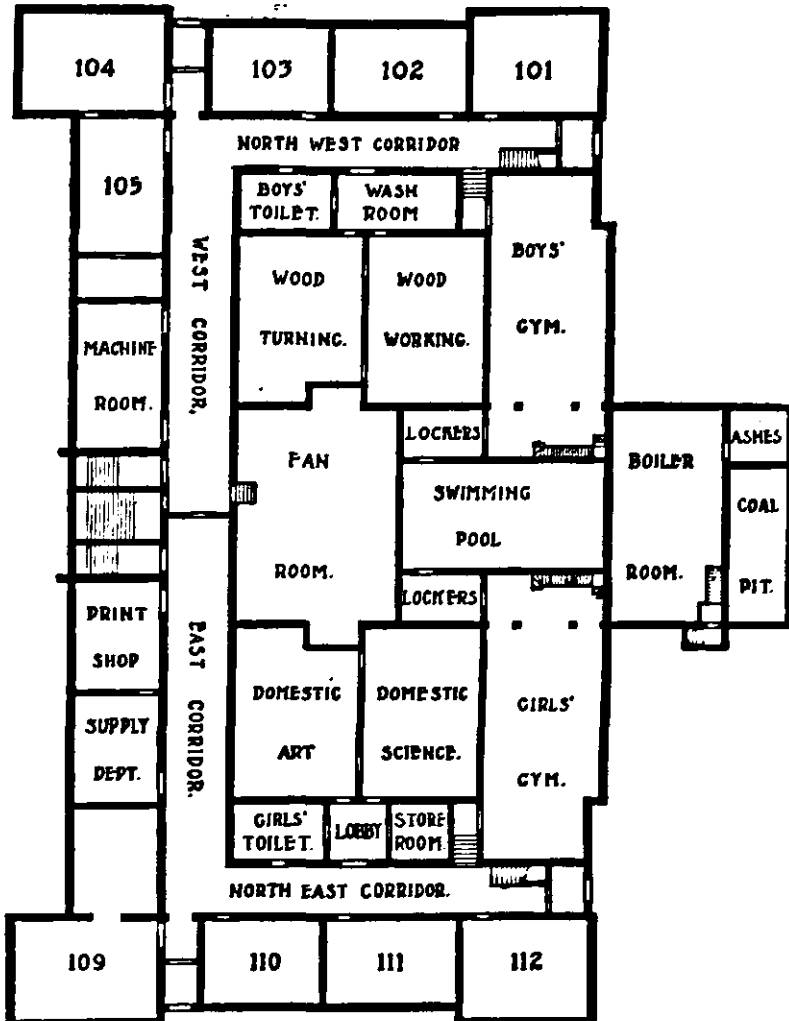 104
103
102
101
NORTH WEST CORRIDOR
105
BOYS'
TOILET.
WASH
ROOM
WEST CORRIDOR.
WOOD
TURNING.
WOOD
WORKING.
BOYS'
GYM.
MACHINE
ROOM.
LOCKERS
FAN
ROOM.
SWIMMING
POOL
BOILER
ROOM.
ASHES
COAL
PIT.
LOCKERS
PRINT
SHOP
EAST CORRIDOR.
SUPPLY
DEPT.
DOMESTIC
ART
DOMESTIC
SCIENCE.
GIRLS'
GYM.
GIRLS'
TOILET.
LOBBY
STORE
ROOM.
NORTH EAST CORRIDOR.
109
110
111
112